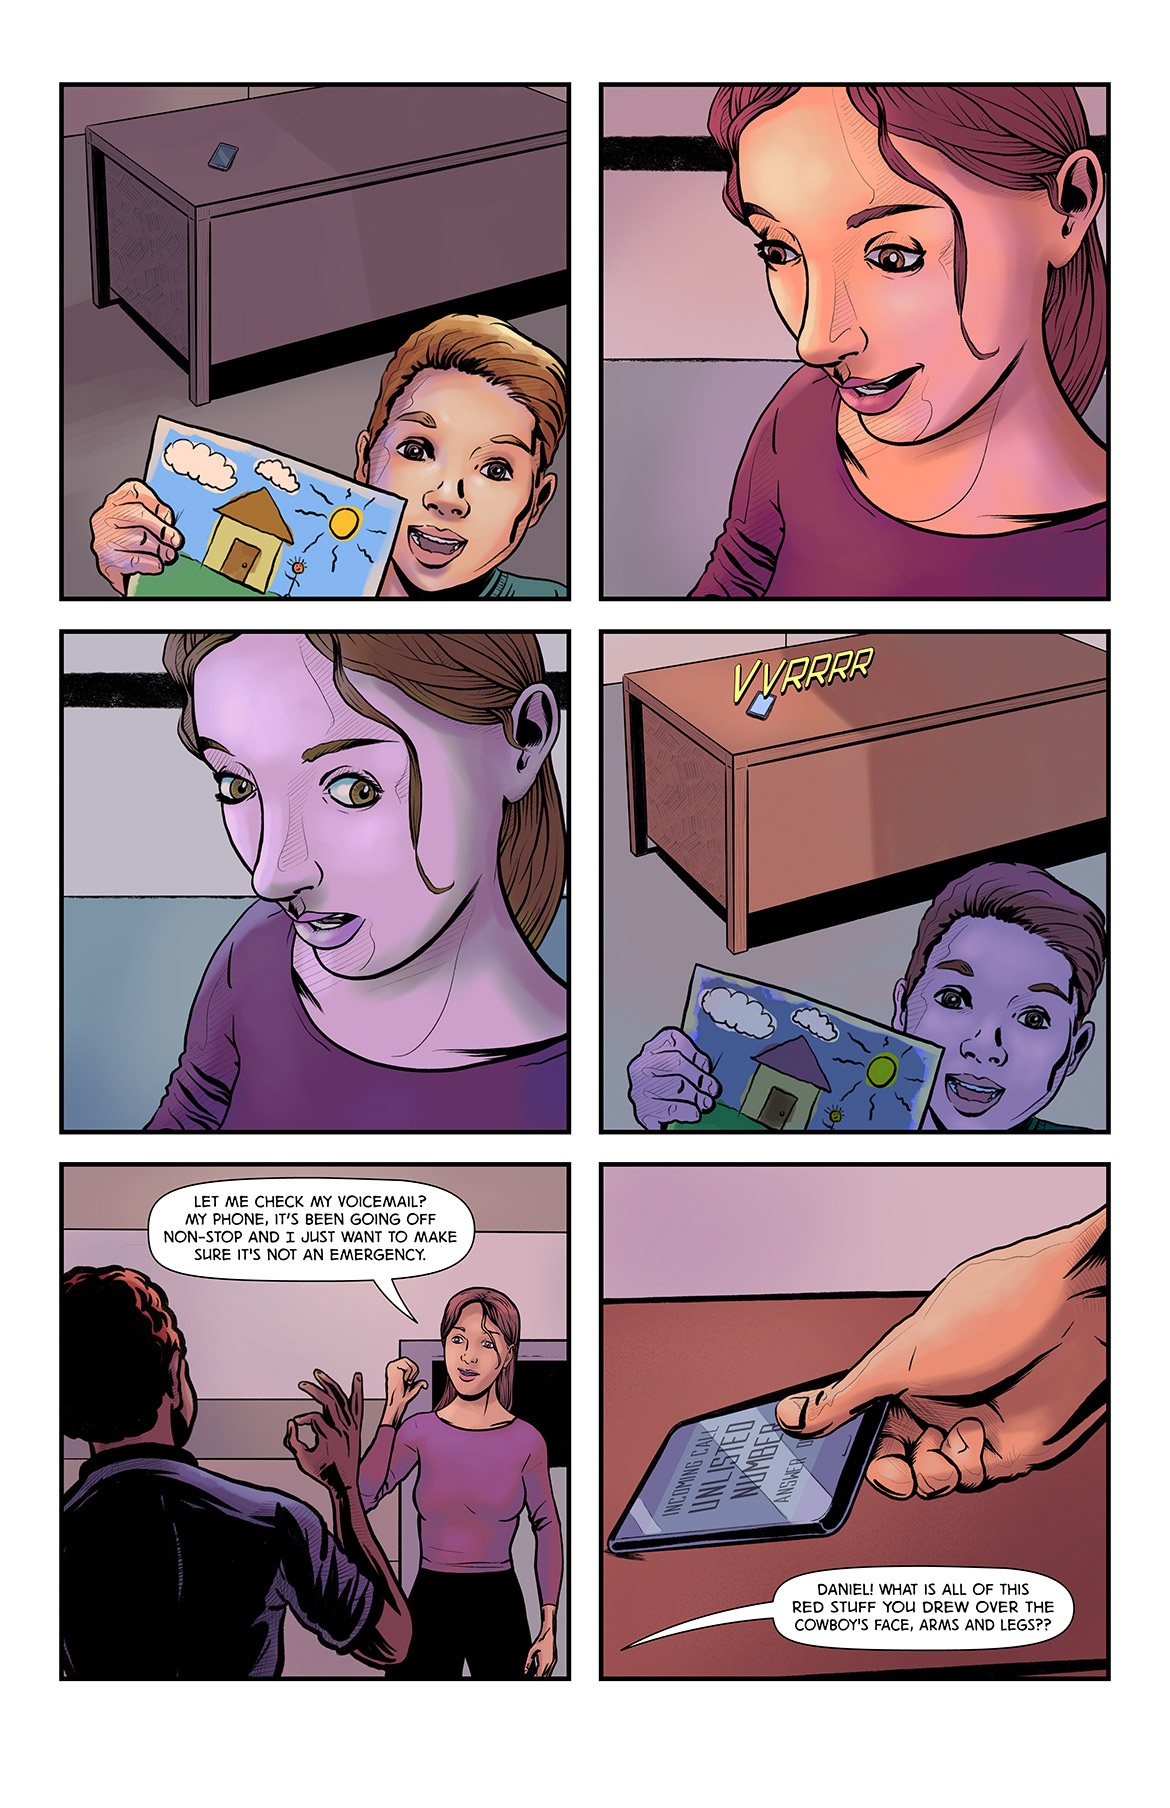 VVRRRR
LET ME CHECK MY VOICEMAIL?
MY PHONE, IT'S BEEN GOING OFF
NON-STOP AND I JUST WANT TO MAKE
SURE IT'S NOT AN EMERGENCY.
INCOMING CALL
UNLISTED
NUMBER
ANSWER
DANIEL! WHAT IS ALL OF THIS
RED STUFF YOU DREW OVER THE
COWBOY'S FACE, ARMS AND LEGS??